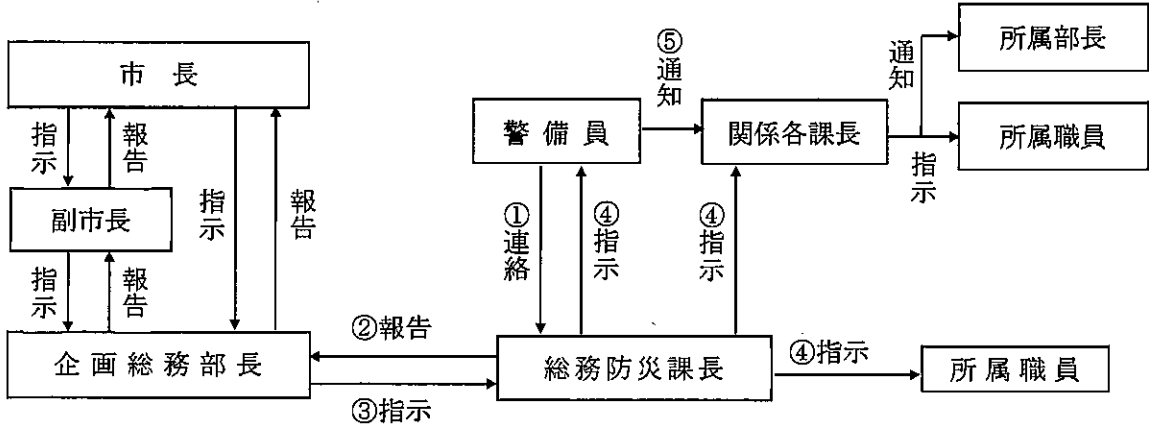 市長
指示
報告
指示
報告
副市長
指示
報告
企画総務部長
②報告
③指示
警備員
⑤通知
関係各課長
通知
指示
所属部長
所属職員
①連絡
④指示
④指示
総務防災課長
④指示
所属職員